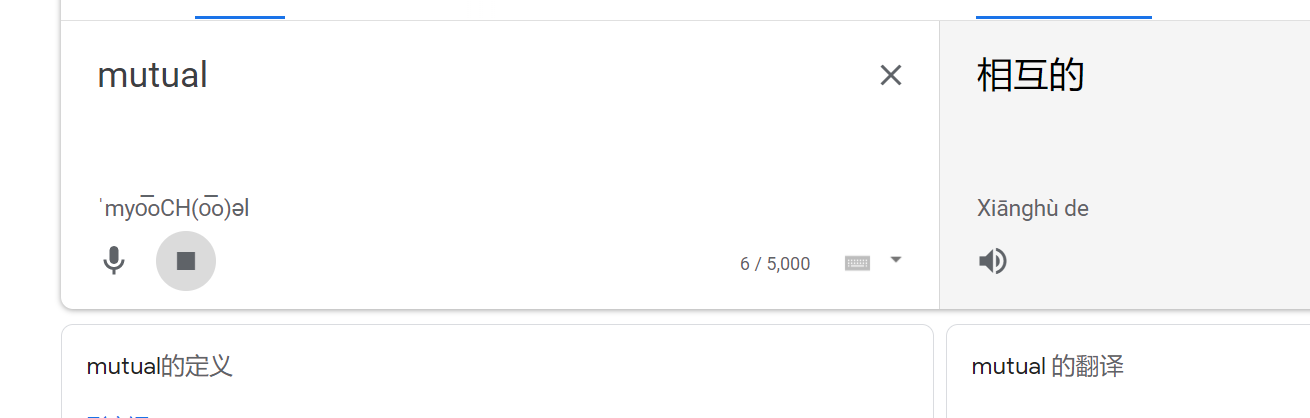 mutual
相互的
ˈmyo͞oCH(o͞o)əl
Xiānghù de
6 / 5,000
mutual的定义
mutual 的翻译